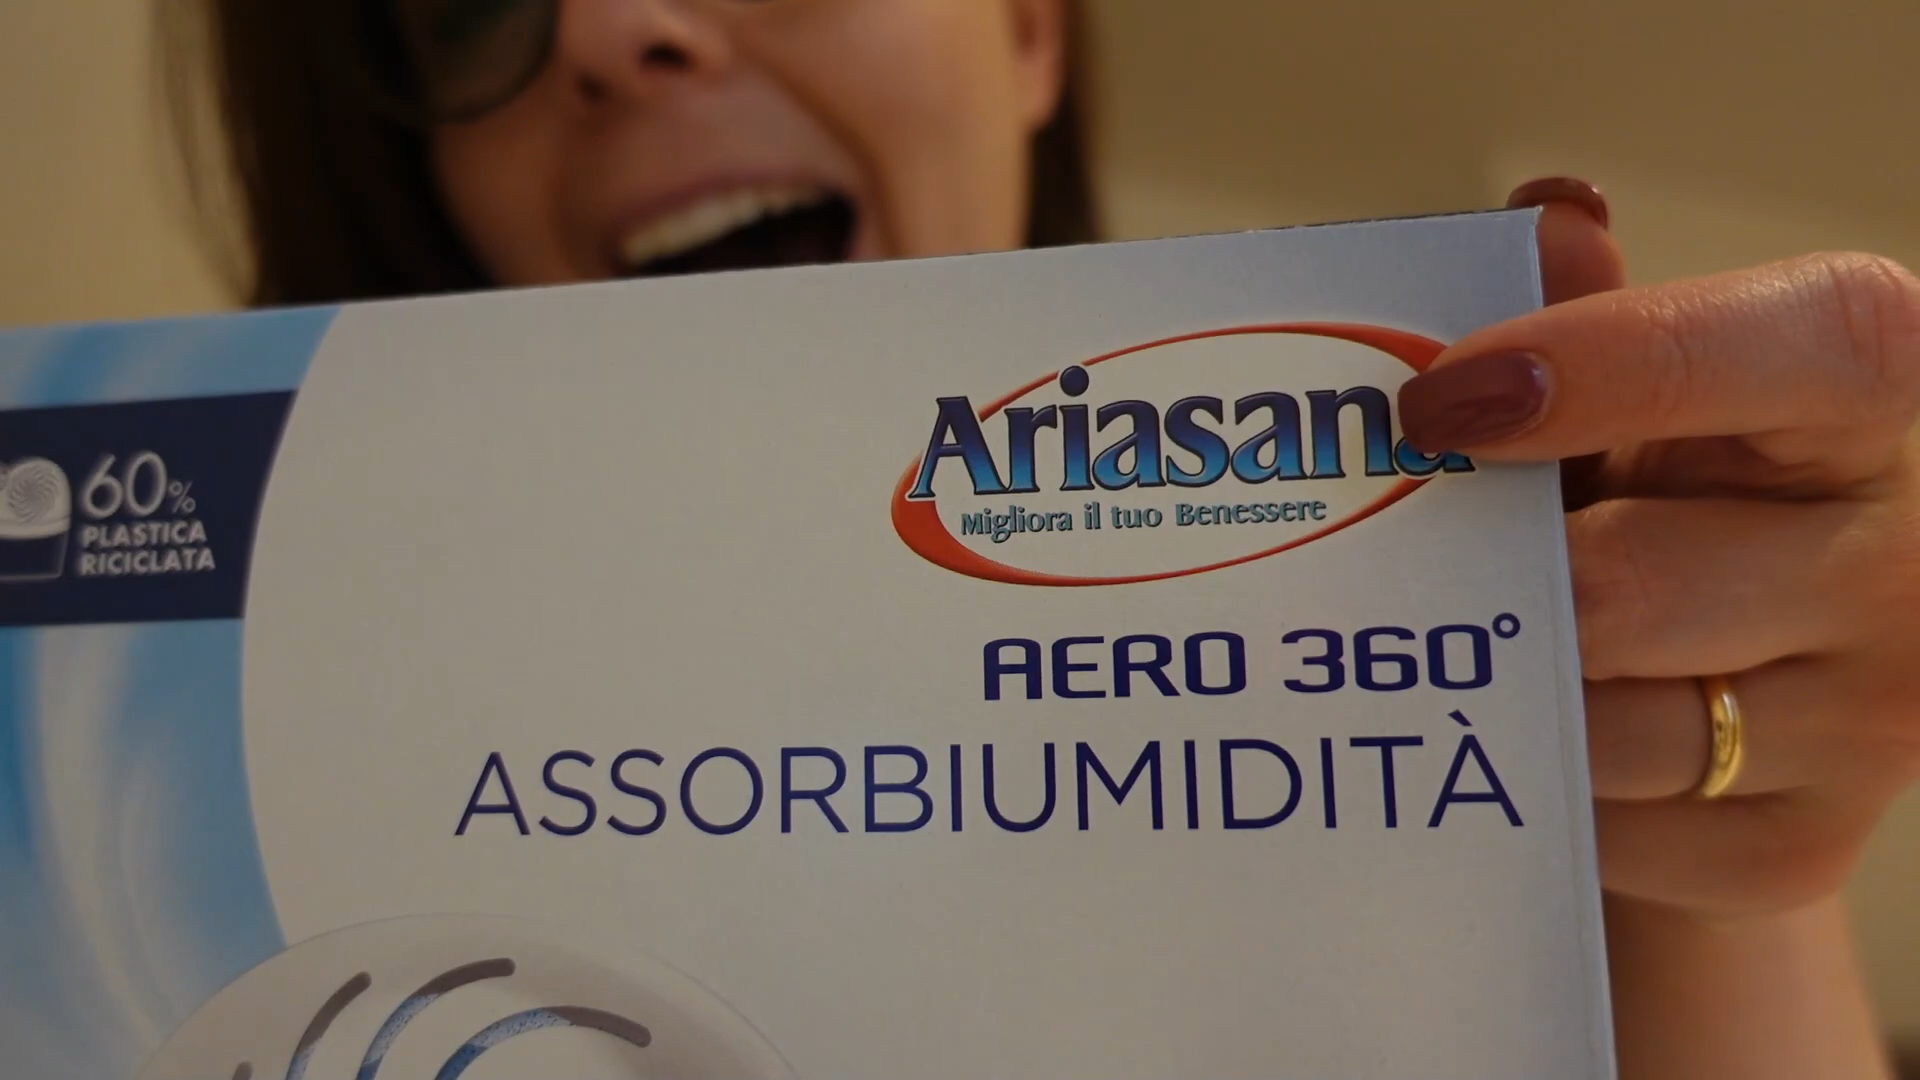 60%
PLASTICA
RICICLATA
Ariasana
Migliora il tuo Benessere
AERO 360°
ASSORBIUMIDITÀ